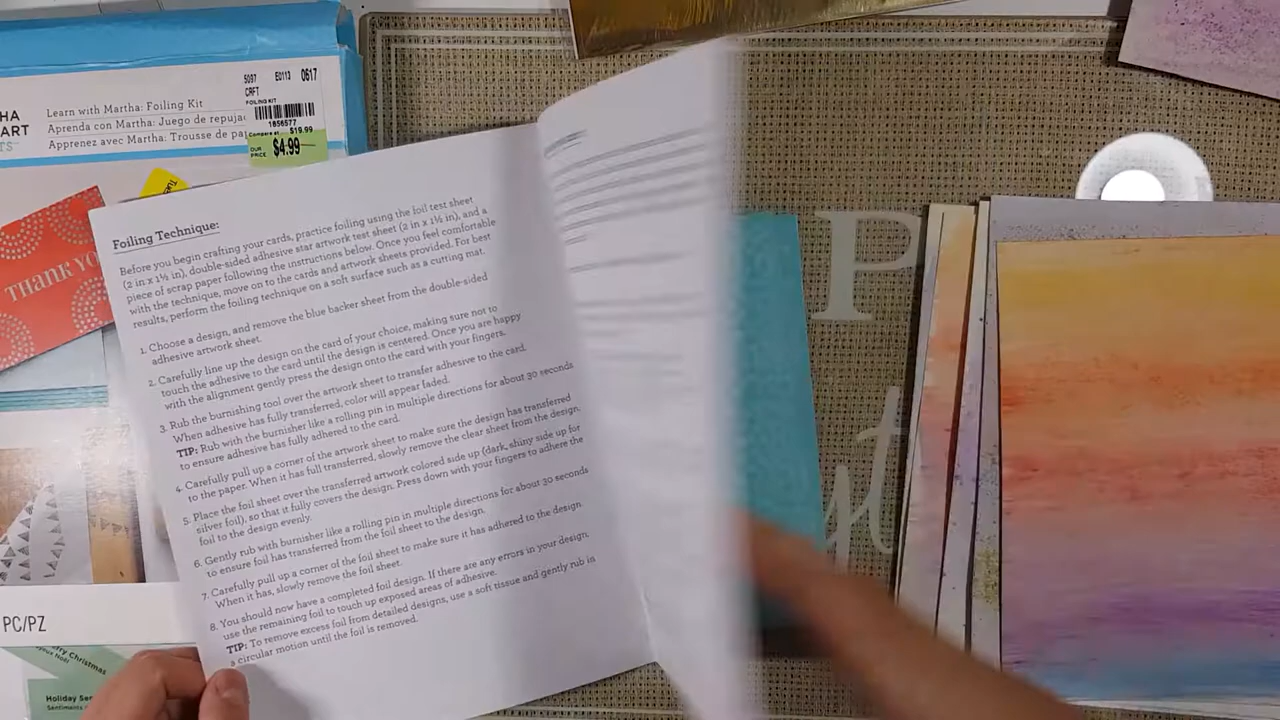 HA
ART
TS
Learn with Martha: Foiling Kit
Aprenda con Martha: Juego de repuja
Apprenez avec Martha: Trousse de pa
5097 E0113 0617
CRFT
FOILING KIT
1856577
Compare at $19.99
OUR PRICE $4.99
THANK YO
PC/PZ
ry Christmas
oyeux Noël
Holiday Sen
Sentiments
Foiling Technique:
Before you begin crafting your cards, practice foiling using the foil test sheet
(2 in x 1½ in), double-sided adhesive star artwork test sheet (2 in x 1½ in), and a
piece of scrap paper following the instructions below. Once you feel comfortable
with the technique, move on to the cards and artwork sheets provided. For best
results, perform the foiling technique on a soft surface such as a cutting mat.
1. Choose a design, and remove the blue backer sheet from the double-sided
adhesive artwork sheet.
2. Carefully line up the design on the card of your choice, making sure not to
touch the adhesive to the card until the design is centered. Once you are happy
with the alignment gently press the design onto the card with your fingers.
3. Rub the burnishing tool over the artwork sheet to transfer adhesive to the card.
When adhesive has fully transferred, color will appear faded.
TIP: Rub with the burnisher like a rolling pin in multiple directions for about 30 seconds
to ensure adhesive has fully adhered to the card.
4. Carefully pull up a corner of the artwork sheet to make sure the design has transferred
to the paper. When it has full transferred, slowly remove the clear sheet from the design.
5. Place the foil sheet over the transferred artwork colored side up (dark, shiny side up for
silver foil), so that it fully covers the design. Press down with your fingers to adhere the
foil to the design evenly.
6. Gently rub with burnisher like a rolling pin in multiple directions for about 30 seconds
to ensure foil has transferred from the foil sheet to the design.
7. Carefully pull up a corner of the foil sheet to make sure it has adhered to the design.
When it has, slowly remove the foil sheet.
8. You should now have a completed foil design. If there are any errors in your design,
use the remaining foil to touch up exposed areas of adhesive.
TIP: To remove excess foil from detailed designs, use a soft tissue and gently rub is
a circular motion until the foil is removed.
P
yt